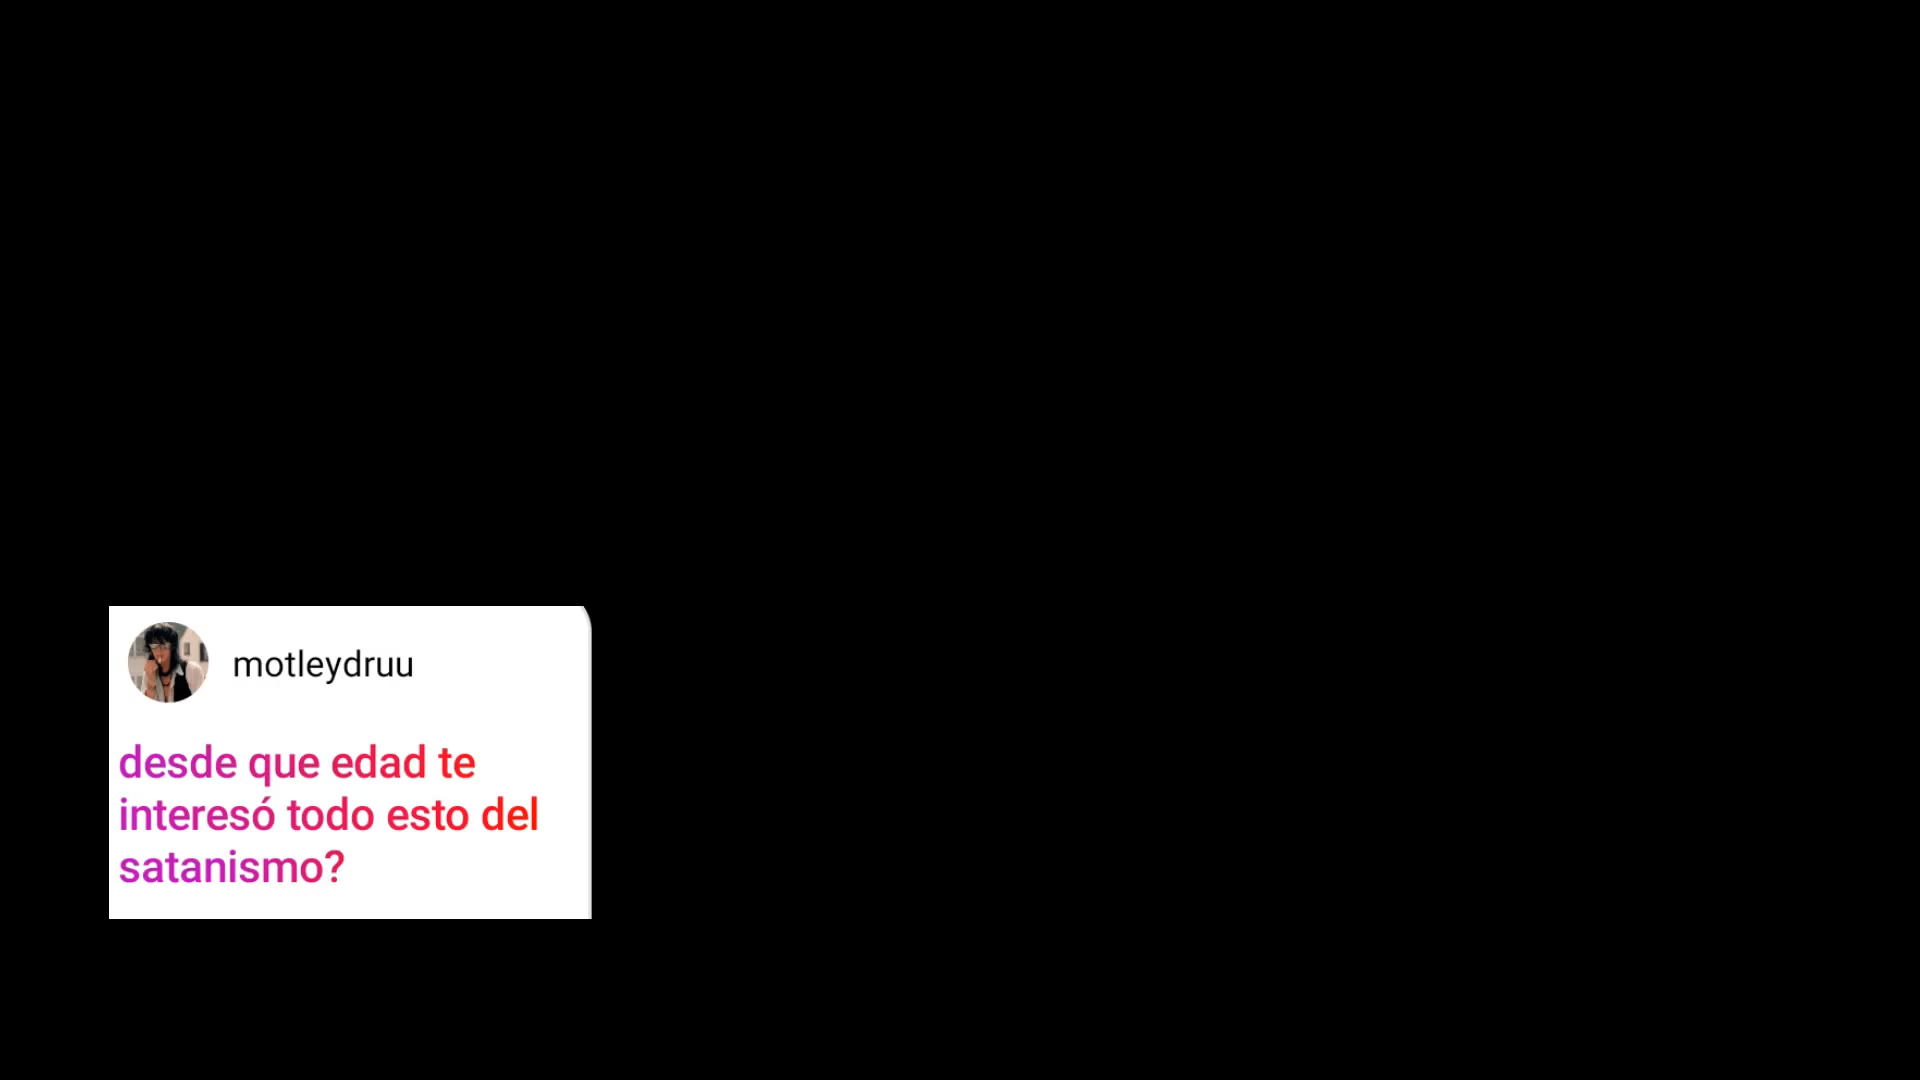 motleydruu
desde que edad te
interesó todo esto del
satanismo?